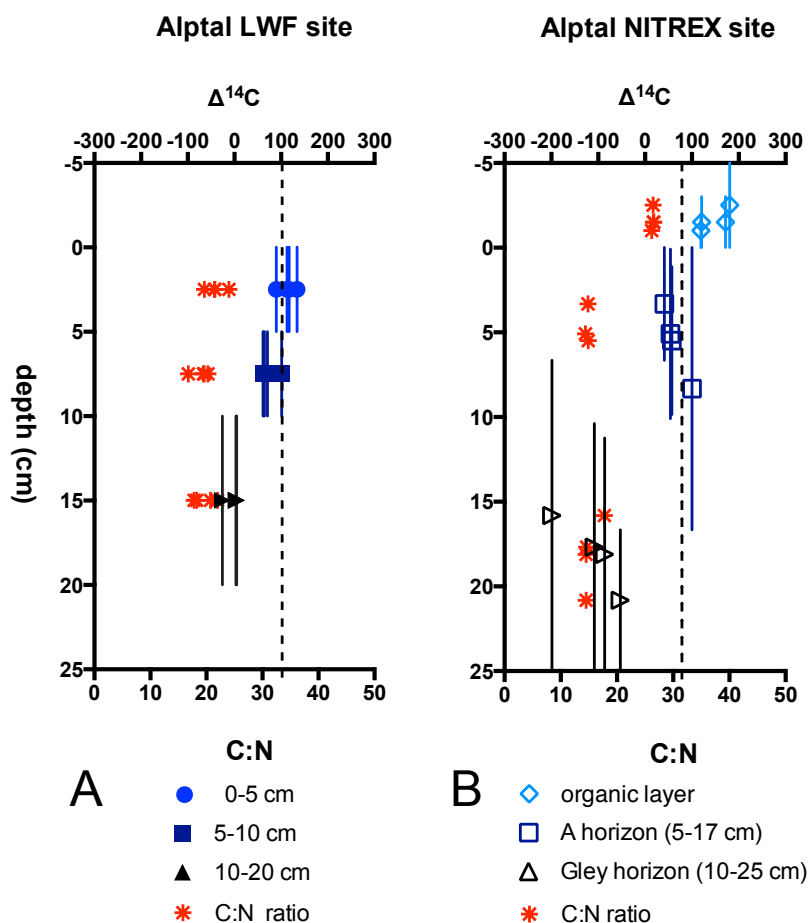 Alptal LWF site
Δ14C
-300 -200 -100 0 100 200 300
-5
0
5
10
15
20
25
depth (cm)
0 10 20 30 40 50
C:N
A
0-5 cm
5-10 cm
10-20 cm
C:N ratio
Alptal NITREX site
Δ14C
-300 -200 -100 0 100 200 300
-5
0
5
10
15
20
25
0 10 20 30 40 50
C:N
B
organic layer
A horizon (5-17 cm)
Gley horizon (10-25 cm)
C:N ratio